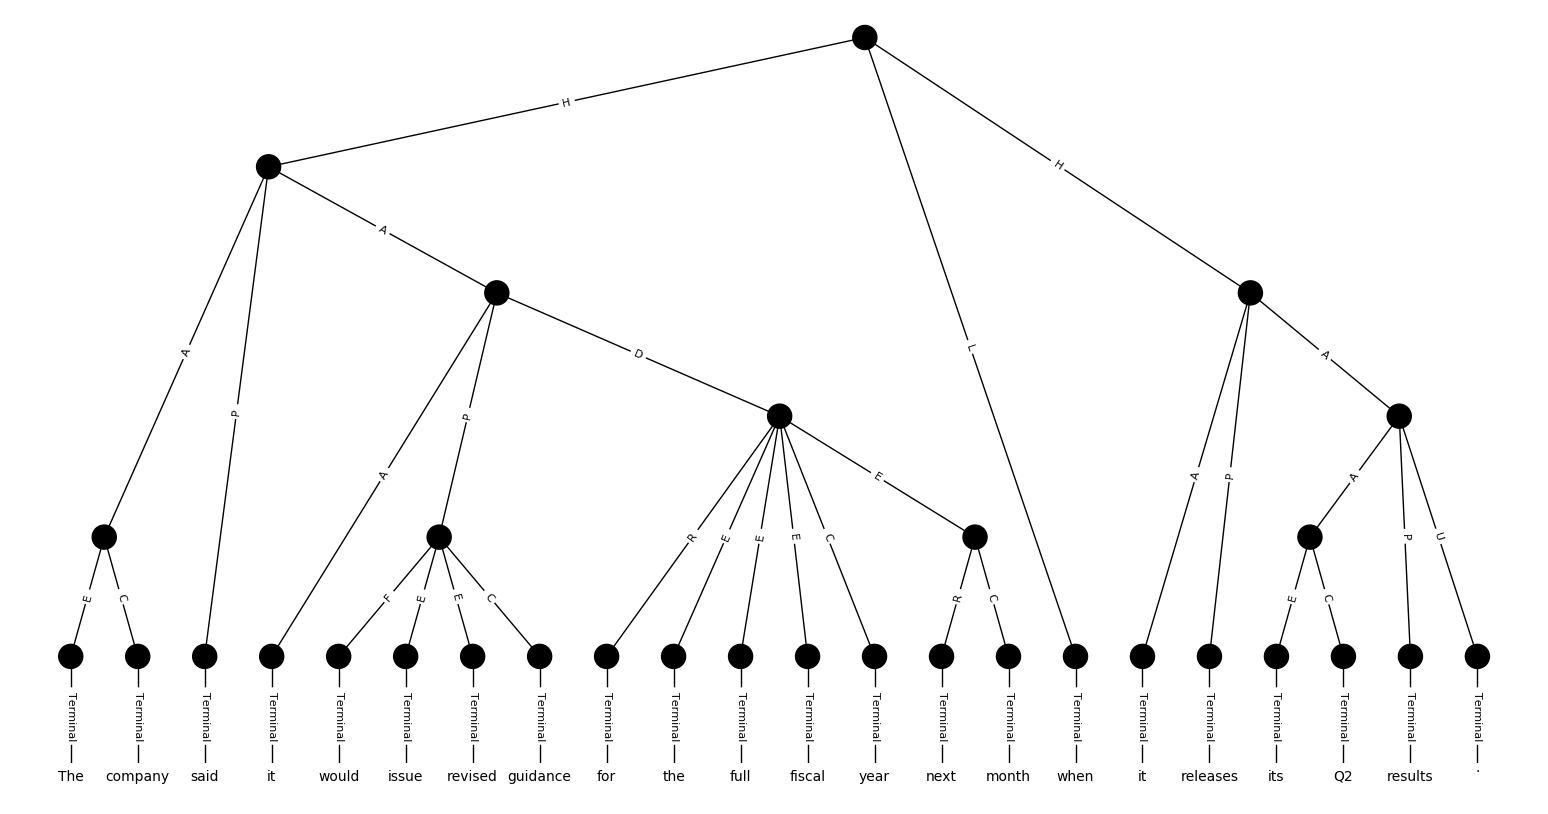 H
H
A
A
D
L
A
A
P
P
A
E
A
P
A
P
R
E
E
E
C
P
U
E
C
F
E
E
C
R
C
E
C
Terminal Terminal Terminal Terminal Terminal Terminal Terminal Terminal Terminal Terminal Terminal Terminal Terminal Terminal Terminal Terminal Terminal Terminal Terminal Terminal Terminal Terminal
The company said it would issue revised guidance for the full fiscal year next month when it releases its Q2 results .